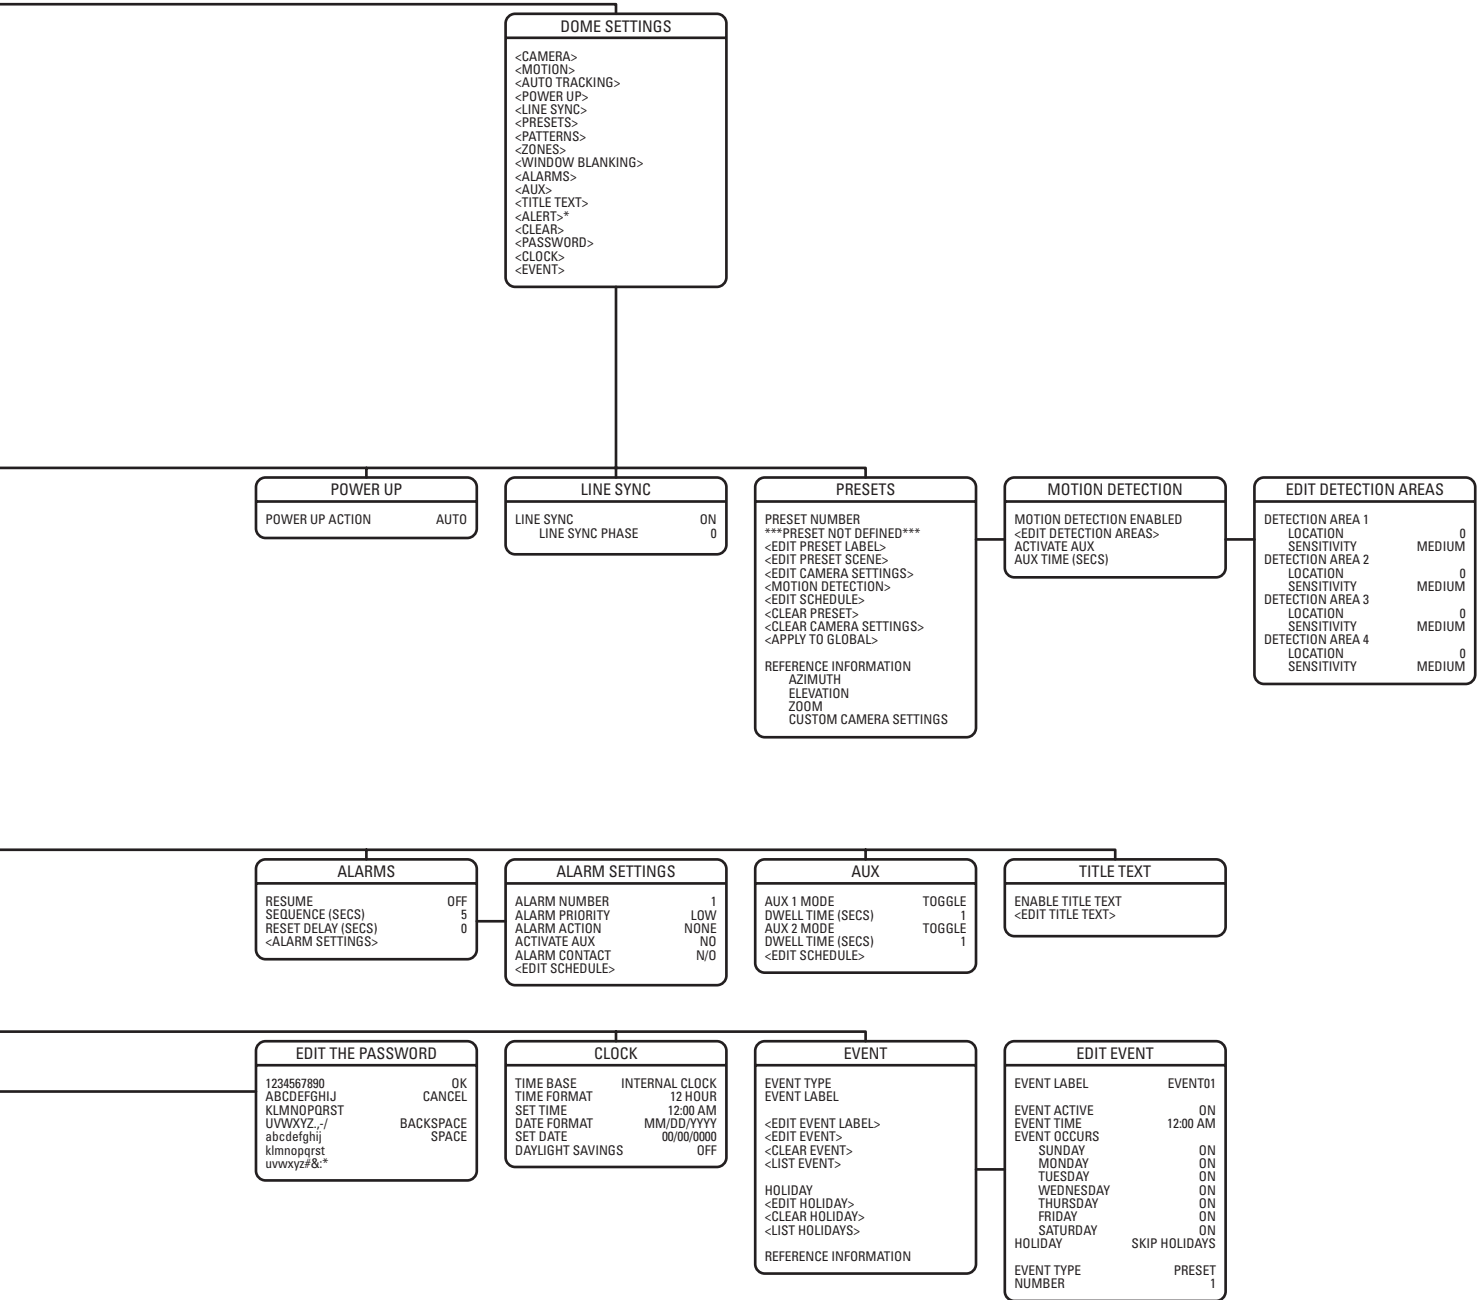 DOME SETTINGS
<CAMERA>
<MOTION>
<AUTO TRACKING>
<POWER UP>
<LINE SYNC>
<PRESETS>
<PATTERNS>
<ZONES>
<WINDOW BLANKING>
<ALARMS>
<AUX>
<TITLE TEXT>
<ALERT>*
<CLEAR>
<PASSWORD>
<CLOCK>
<EVENT>
POWER UP
POWER UP ACTION AUTO
LINE SYNC
LINE SYNC ON
LINE SYNC PHASE 0
PRESETS
PRESET NUMBER
***PRESET NOT DEFINED***
<EDIT PRESET LABEL>
<EDIT PRESET SCENE>
<EDIT CAMERA SETTINGS>
<MOTION DETECTION>
<EDIT SCHEDULE>
<CLEAR PRESET>
<CLEAR CAMERA SETTINGS>
<APPLY TO GLOBAL>
REFERENCE INFORMATION
AZIMUTH
ELEVATION
ZOOM
CUSTOM CAMERA SETTINGS
MOTION DETECTION
MOTION DETECTION ENABLED
<EDIT DETECTION AREAS>
ACTIVATE AUX
AUX TIME (SECS)
EDIT DETECTION AREAS
DETECTION AREA 1
LOCATION 0
SENSITIVITY MEDIUM
DETECTION AREA 2
LOCATION 0
SENSITIVITY MEDIUM
DETECTION AREA 3
LOCATION 0
SENSITIVITY MEDIUM
DETECTION AREA 4
LOCATION 0
SENSITIVITY MEDIUM
ALARMS
RESUME OFF
SEQUENCE (SECS) 5
RESET DELAY (SECS) 0
<ALARM SETTINGS>
ALARM SETTINGS
ALARM NUMBER 1
ALARM PRIORITY LOW
ALARM ACTION NONE
ACTIVATE AUX NO
ALARM CONTACT N/O
<EDIT SCHEDULE>
AUX
AUX 1 MODE TOGGLE
DWELL TIME (SECS) 1
AUX 2 MODE TOGGLE
DWELL TIME (SECS) 1
<EDIT SCHEDULE>
TITLE TEXT
ENABLE TITLE TEXT
<EDIT TITLE TEXT>
EDIT THE PASSWORD
1234567890 OK
ABCDEFGHIJ CANCEL
KLMNOPQRST
UVWXYZ.,-/ BACKSPACE
abcdefghij SPACE
klmnopqrst
uvwxyz#&:*
CLOCK
TIME BASE INTERNAL CLOCK
TIME FORMAT 12 HOUR
SET TIME 12:00 AM
DATE FORMAT MM/DD/YYYY
SET DATE 00/00/0000
DAYLIGHT SAVINGS OFF
EVENT
EVENT TYPE
EVENT LABEL
<EDIT EVENT LABEL>
<EDIT EVENT>
<CLEAR EVENT>
<LIST EVENT>
HOLIDAY
<EDIT HOLIDAY>
<CLEAR HOLIDAY>
<LIST HOLIDAYS>
REFERENCE INFORMATION
EDIT EVENT
EVENT LABEL EVENT01
EVENT ACTIVE ON
EVENT TIME 12:00 AM
EVENT OCCURS
SUNDAY ON
MONDAY ON
TUESDAY ON
WEDNESDAY ON
THURSDAY ON
FRIDAY ON
SATURDAY ON
HOLIDAY SKIP HOLIDAYS
EVENT TYPE PRESET
NUMBER 1